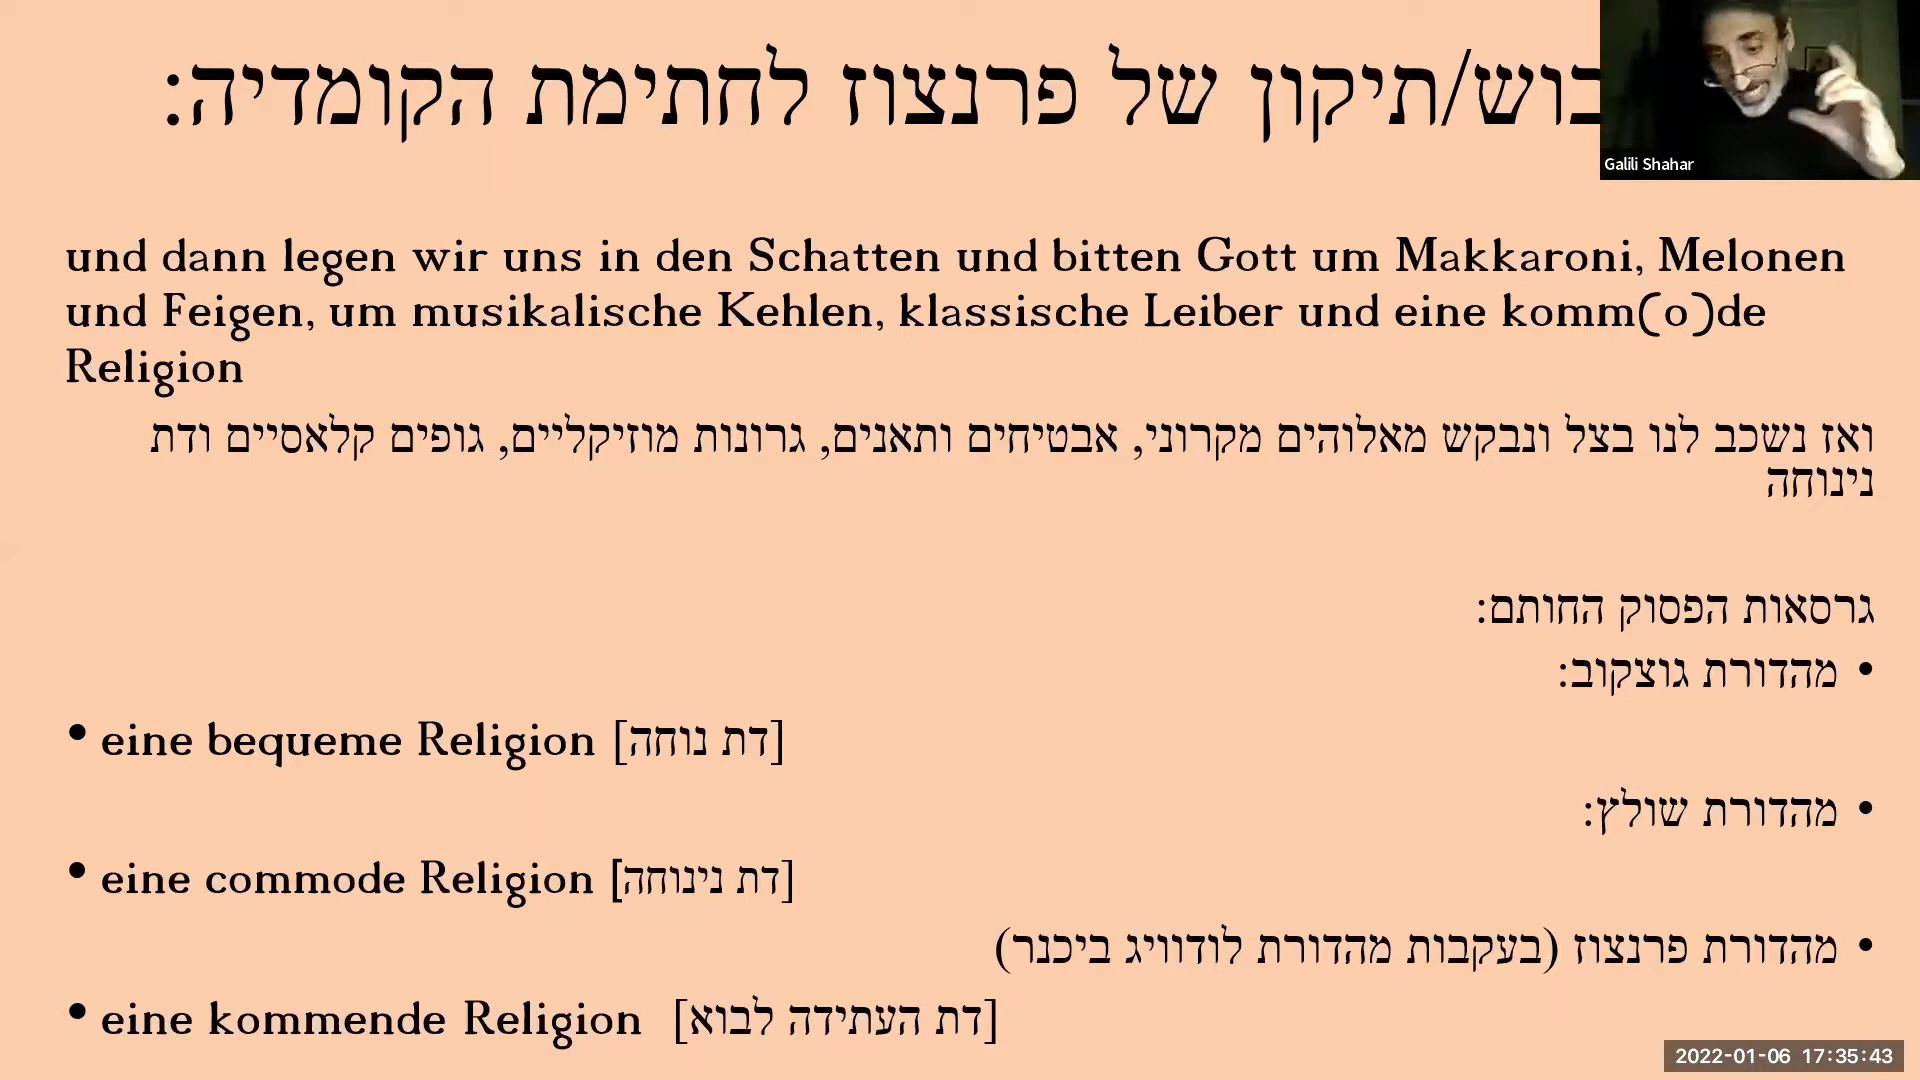 תיקון של פרנצוז לחתימת הקומדיה:
Galili Shahar
und dann legen wir uns in den Schatten und bitten Gott um Makkaroni, Melonen
und Feigen, um musikalische Kehlen, klassische Leiber und eine komm(o)de
Religion
ואז נשכב לנו בצל ונבקש מאלוהים מקרוני, אבטיחים ותאנים, גרונות מוזיקליים, גופים קלאסיים ודת
נינוחה
גרסאות הפסוק החותם:
• מהדורת גוצקוב:
• eine bequeme Religion [דת נוחה]
• מהדורת שולץ:
• eine commode Religion [דת נינוחה]
• מהדורת פרנצוז (בעקבות מהדורת לודוויג ביכנר)
• eine kommende Religion [דת העתידה לבוא]
2022-01-06 17:35:43